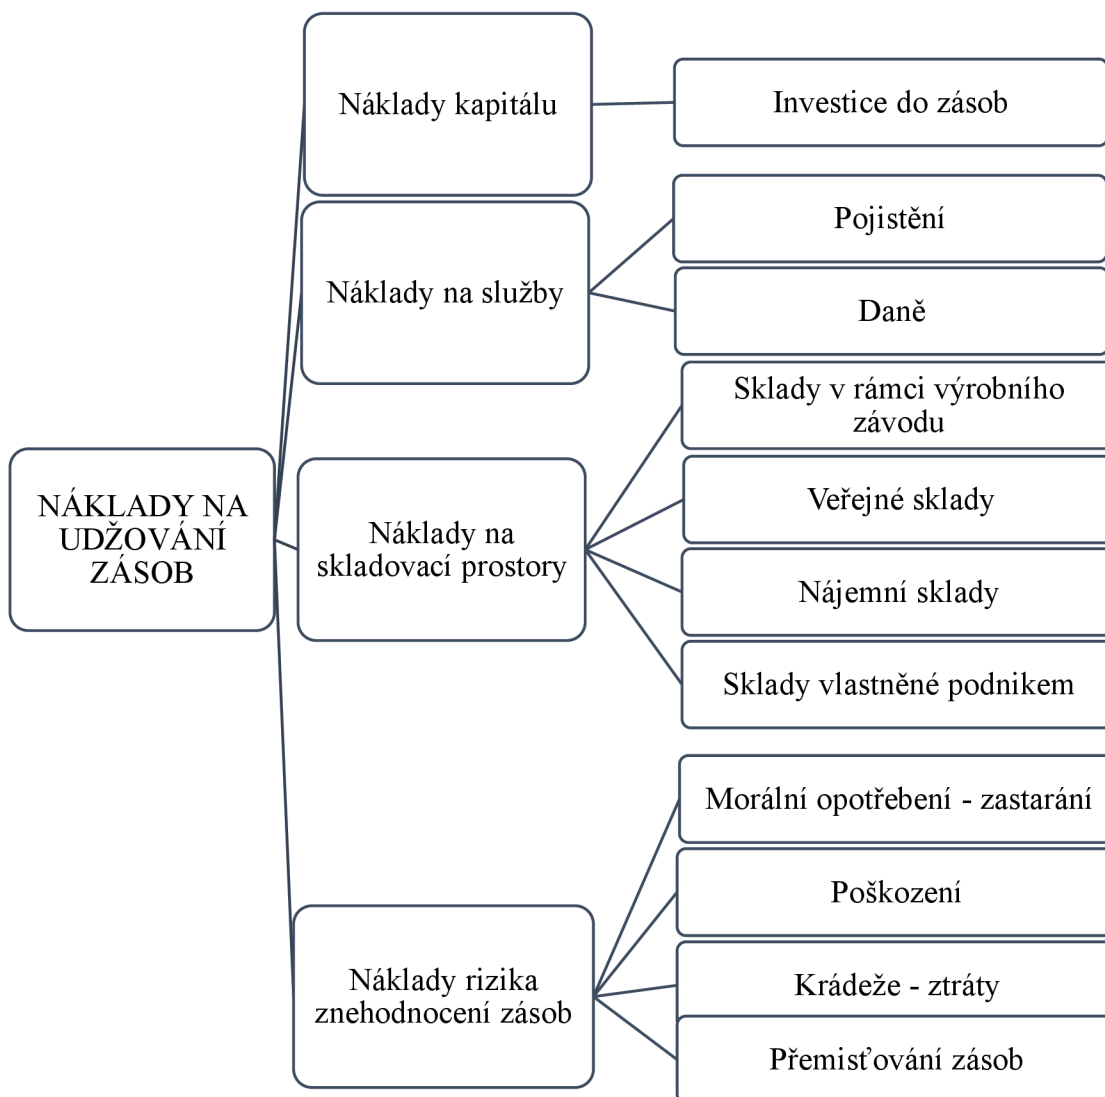 NÁKLADY NA
UDŽOVÁNÍ
ZÁSOB
Náklady kapitálu
Investice do zásob
Náklady na služby
Pojistění
Daně
Náklady na
skladovací prostory
Sklady v rámci výrobního
závodu
Veřejné sklady
Nájemní sklady
Sklady vlastněné podnikem
Náklady rizika
znehodnocení zásob
Morální opotřebení - zastarání
Poškození
Krádeže - ztráty
Přemisťování zásob